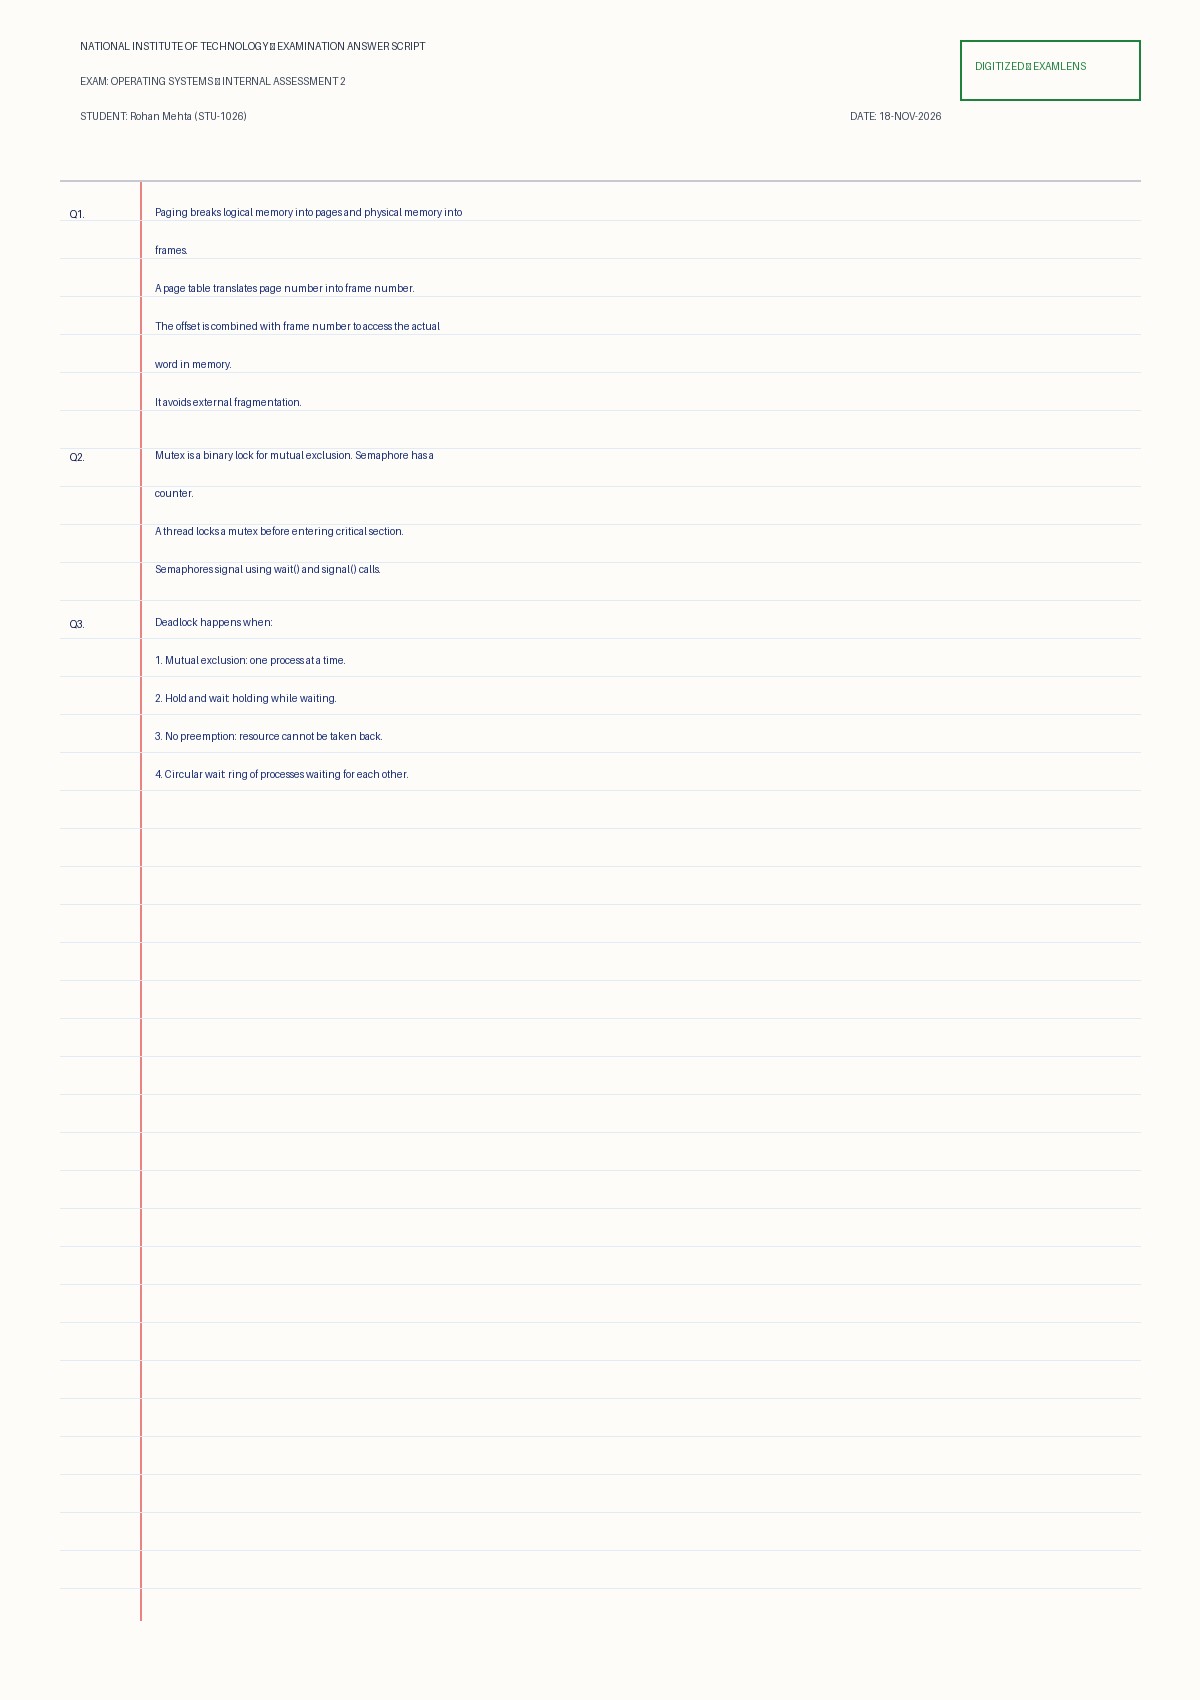 NATIONAL INSTITUTE OF TECHNOLOGY▯EXAMINATION ANSWER SCRIPT
DIGITIZED▯EXAMLENS
EXAM: OPERATING SYSTEMS▯INTERNAL ASSESSMENT 2
STUDENT: Rohan Mehta (STU-1026) DATE: 18-NOV-2026
Q1. Paging breaks logical memory into pages and physical memory into
frames.
A page table translates page number into frame number.
The offset is combined with frame number to access the actual
word in memory.
It avoids external fragmentation.
Q2. Mutex is a binary lock for mutual exclusion. Semaphore has a
counter.
A thread locks a mutex before entering critical section.
Semaphores signal using wait() and signal() calls.
Q3. Deadlock happens when:
1. Mutual exclusion: one process at a time.
2. Hold and wait: holding while waiting.
3. No preemption: resource cannot be taken back.
4. Circular wait: ring of processes waiting for each other.